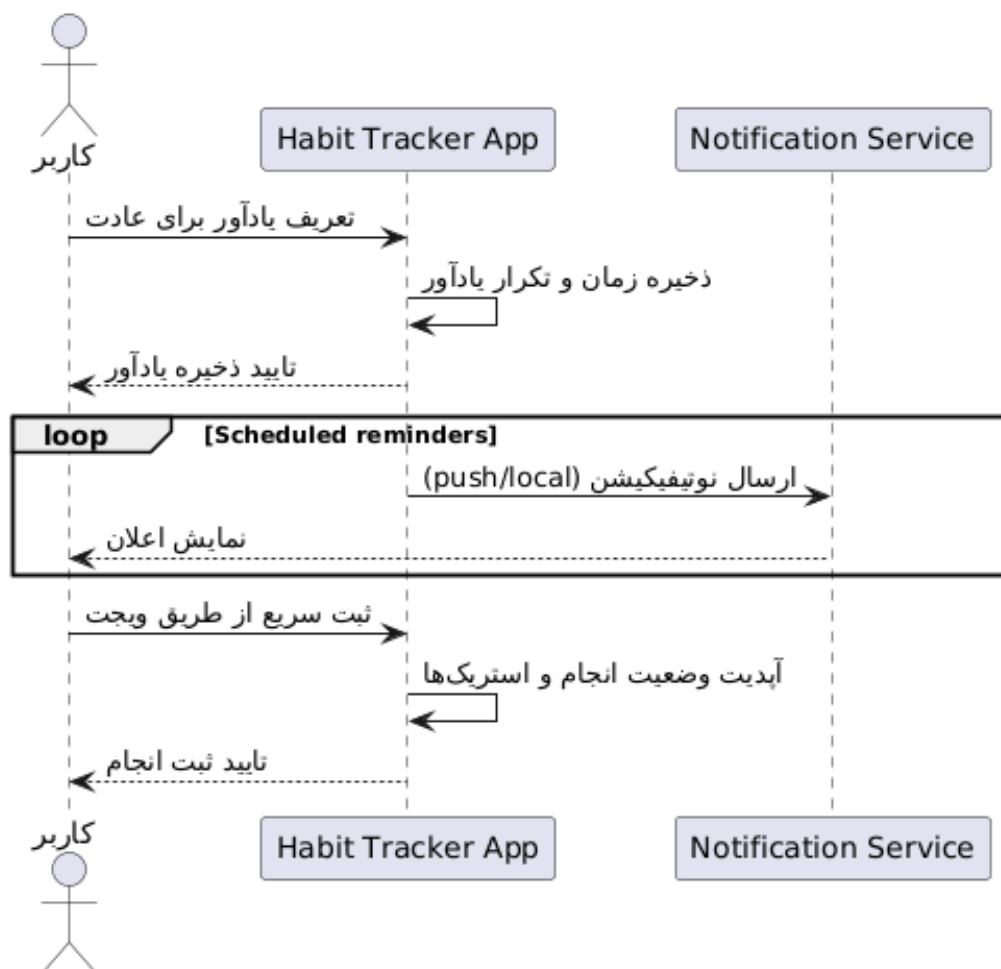 کاربر
Habit Tracker App
Notification Service
تعریف یادآور برای عادت
ذخیره زمان و تکرار یادآور
تایید ذخیره یادآور
loop [Scheduled reminders]
ارسال نوتیفیکیشن (push/local)
نمایش اعلان
ثبت سریع از طریق ویجت
آپدیت وضعیت انجام و استریک‌ها
تایید ثبت انجام
کاربر
Habit Tracker App
Notification Service